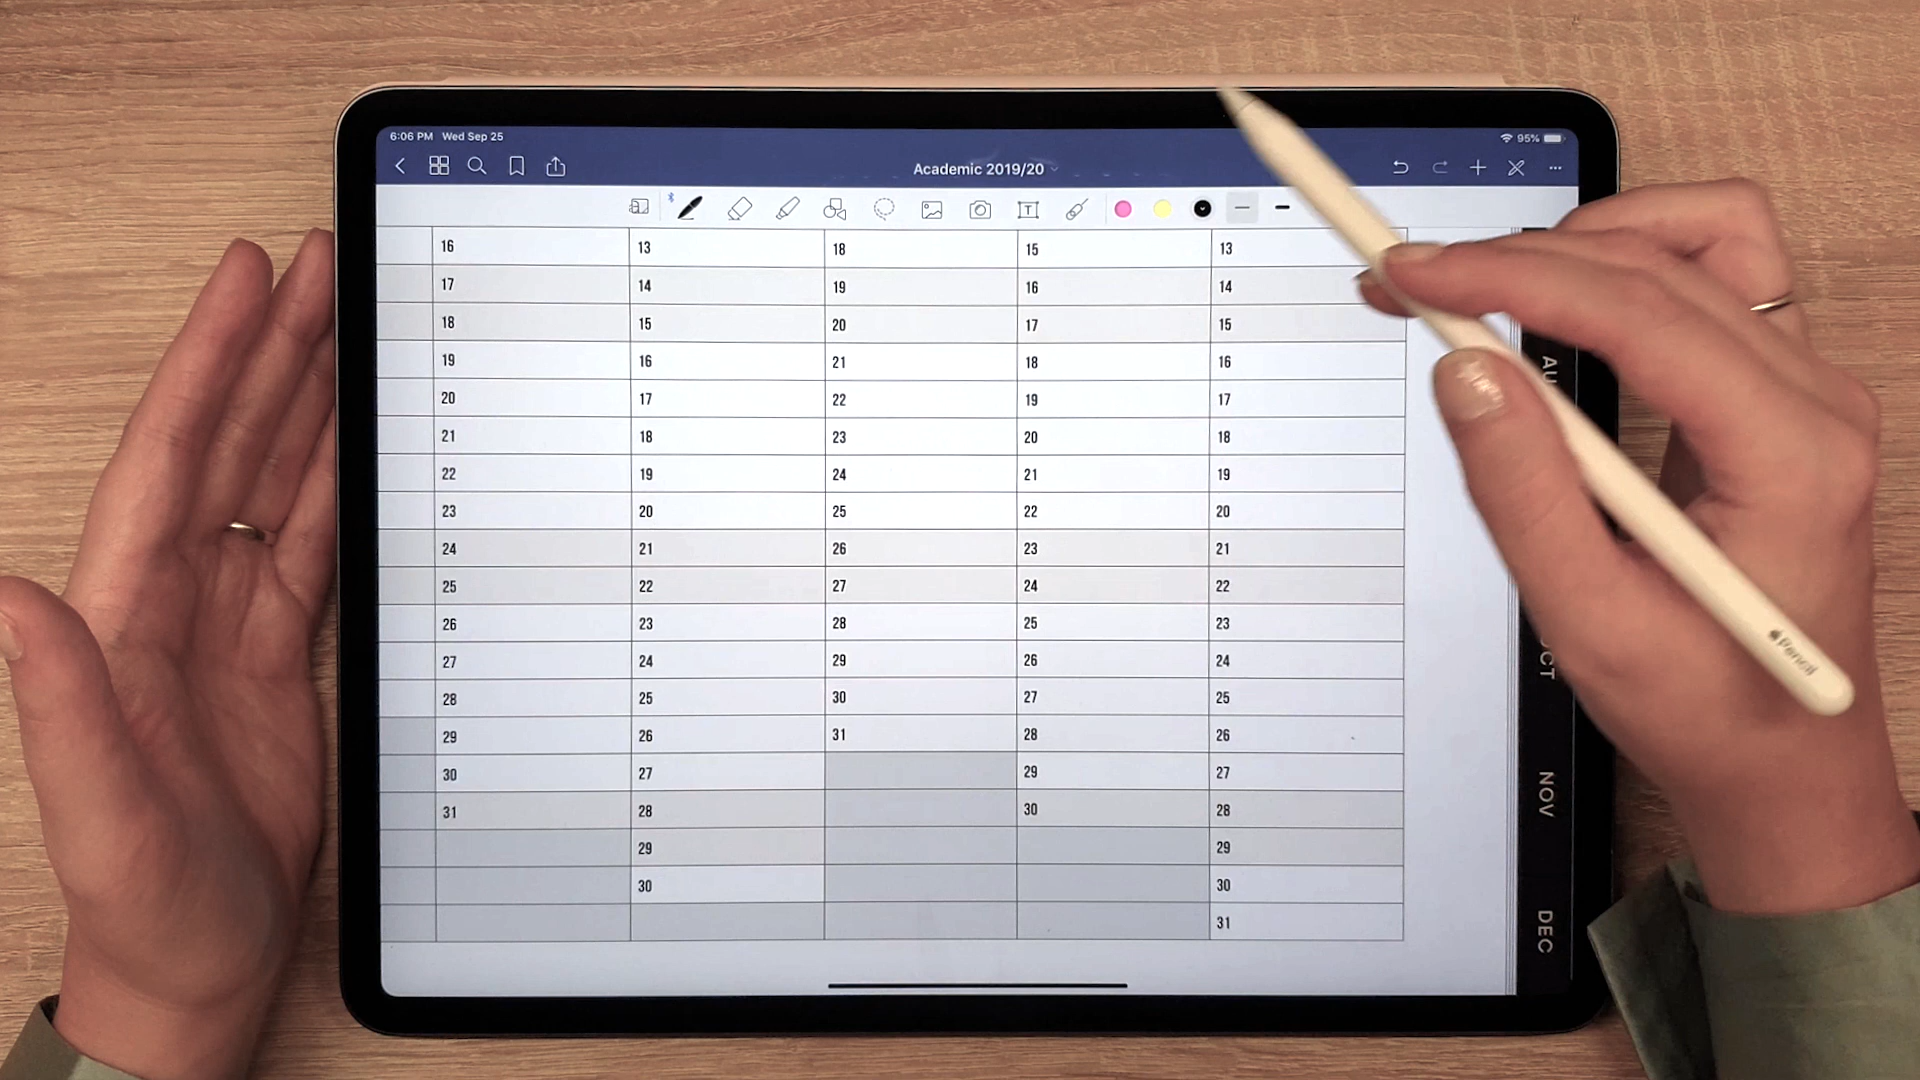 6:06 PM Wed Sep 25 95%
Academic 2019/20
T
16 13 18 15 13
17 14 19 16 14
18 15 20 17 15
19 16 21 18 16
20 17 22 19 17
21 18 23 20 18
22 19 24 21 19
23 20 25 22 20
24 21 26 23 21
25 22 27 24 22
26 23 28 25 23
27 24 29 26 24
28 25 30 27 25
29 26 31 28 26
30 27 29 27
31 28 30 28
29 29
30 30
31
AU
CT
NOV
DEC
Pencil